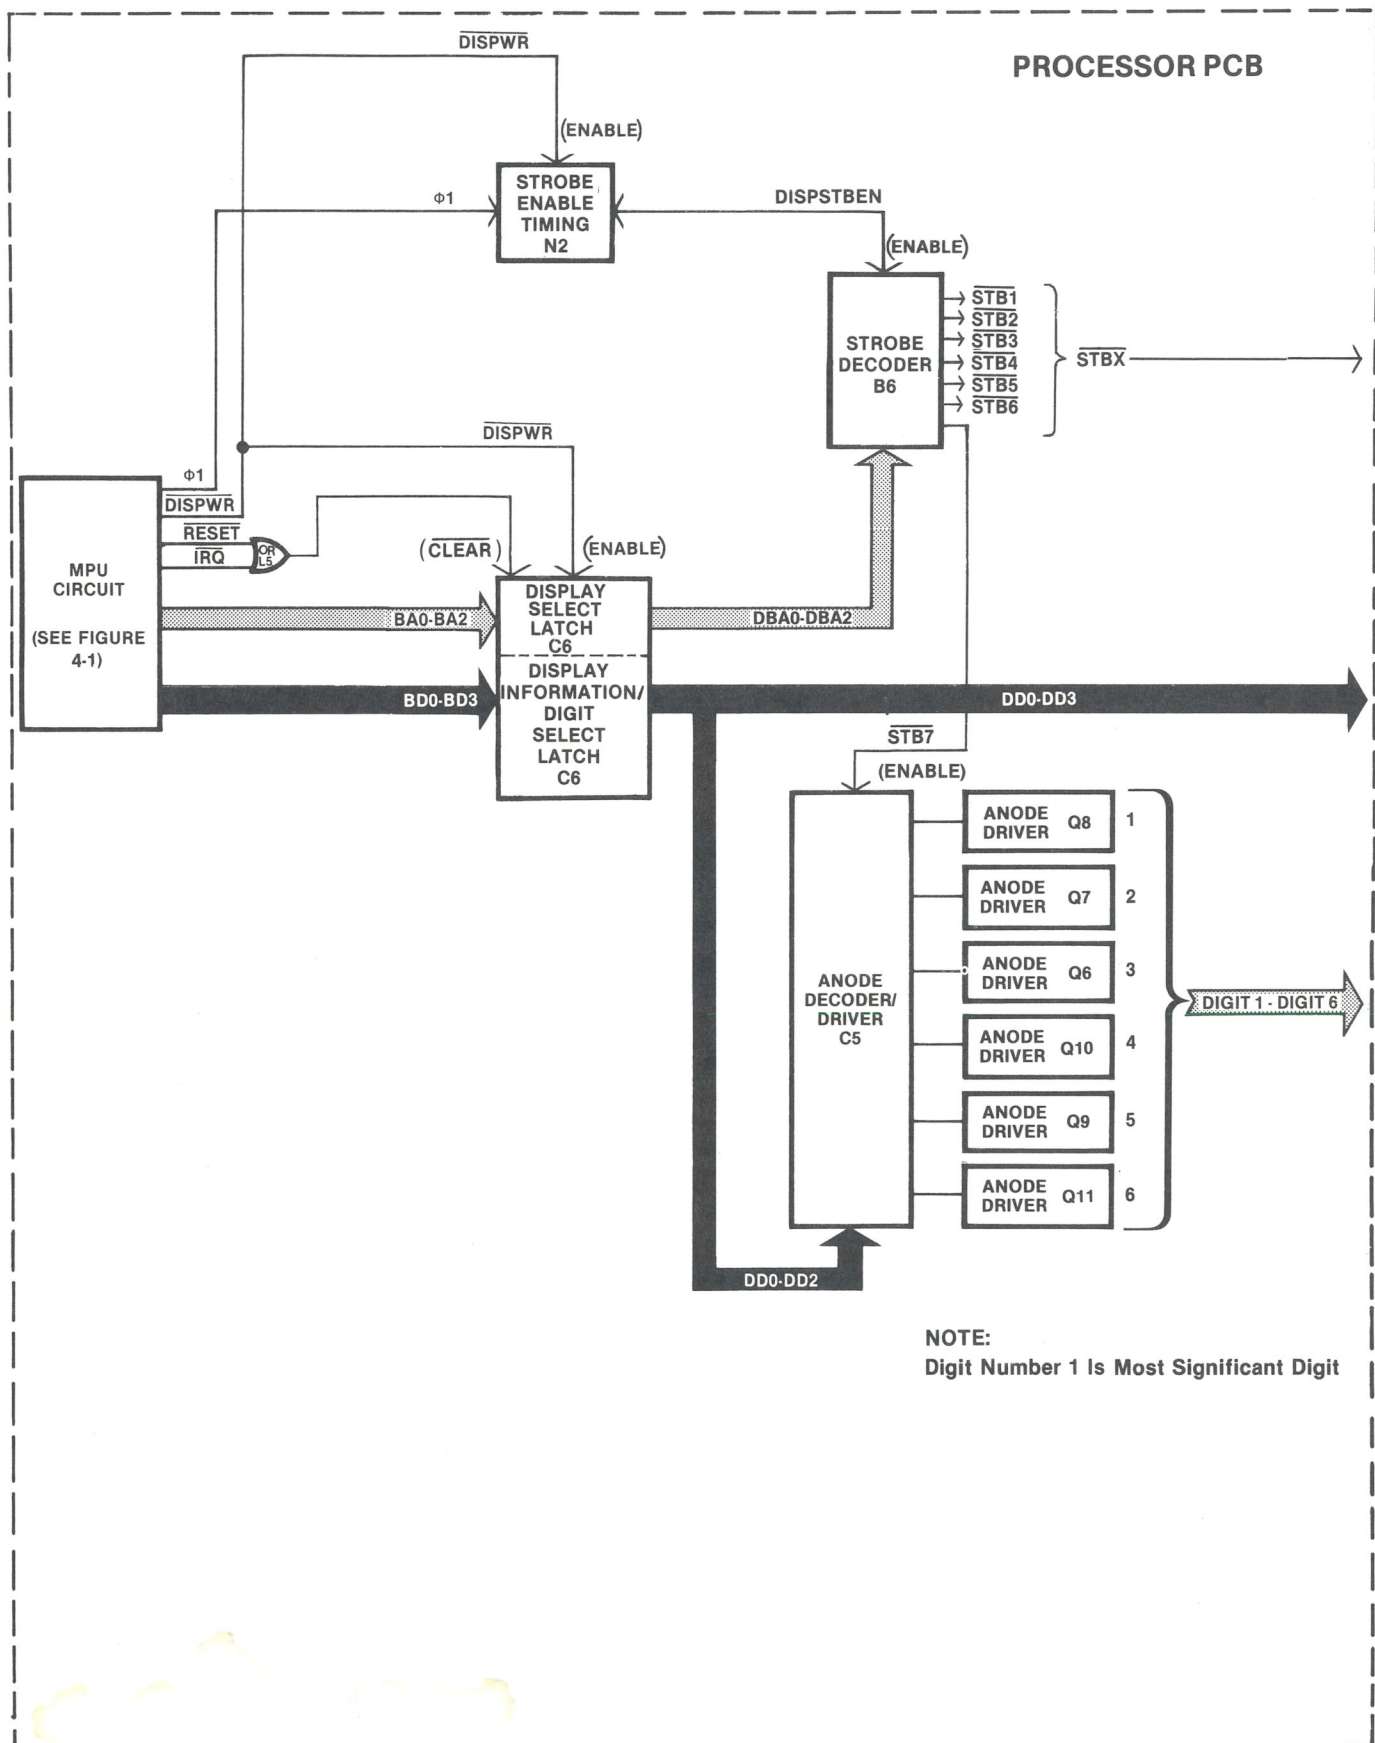 DISPWR
PROCESSOR PCB
(ENABLE)
STROBE
ENABLE
TIMING
N2
Φ1
DISPSTBEN
(ENABLE)
STROBE
DECODER
B6
STB1
STB2
STB3
STB4
STB5
STB6
STBX
DISPWR
Φ1
DISPWR
RESET
IRQ
OR
L5
(CLEAR)
(ENABLE)
MPU
CIRCUIT
(SEE FIGURE
4-1)
BA0-BA2
DISPLAY
SELECT
LATCH
C6
DBA0-DBA2
BD0-BD3
DISPLAY
INFORMATION/
DIGIT
SELECT
LATCH
C6
DD0-DD3
STB7
(ENABLE)
ANODE
DECODER/
DRIVER
C5
ANODE
DRIVER Q8 1
ANODE
DRIVER Q7 2
ANODE
DRIVER Q6 3
ANODE
DRIVER Q10 4
ANODE
DRIVER Q9 5
ANODE
DRIVER Q11 6
DIGIT 1 - DIGIT 6
DD0-DD2
NOTE:
Digit Number 1 Is Most Significant Digit